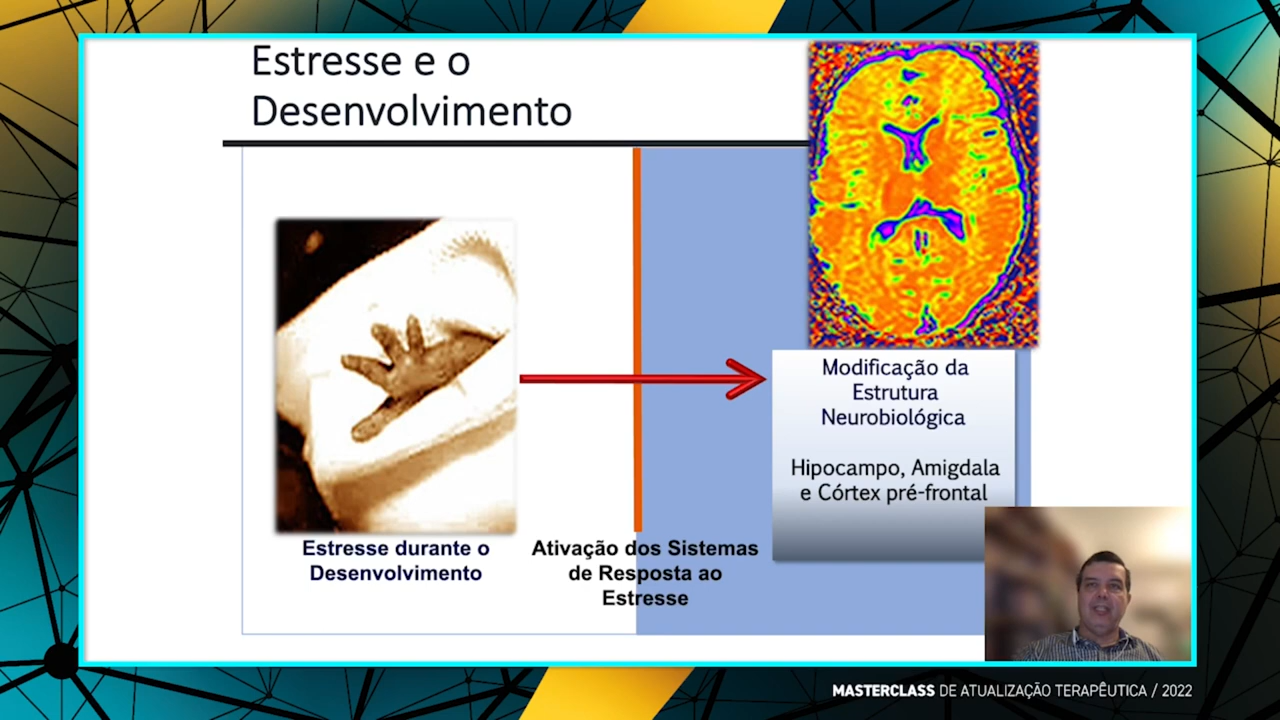 Estresse e o
Desenvolvimento
Estresse durante o
Desenvolvimento
Ativação dos Sistemas
de Resposta ao
Estresse
Modificação da
Estrutura
Neurobiológica
Hipocampo, Amigdala
e Córtex pré-frontal
MASTERCLASS DE ATUALIZAÇÃO TERAPÊUTICA / 2022